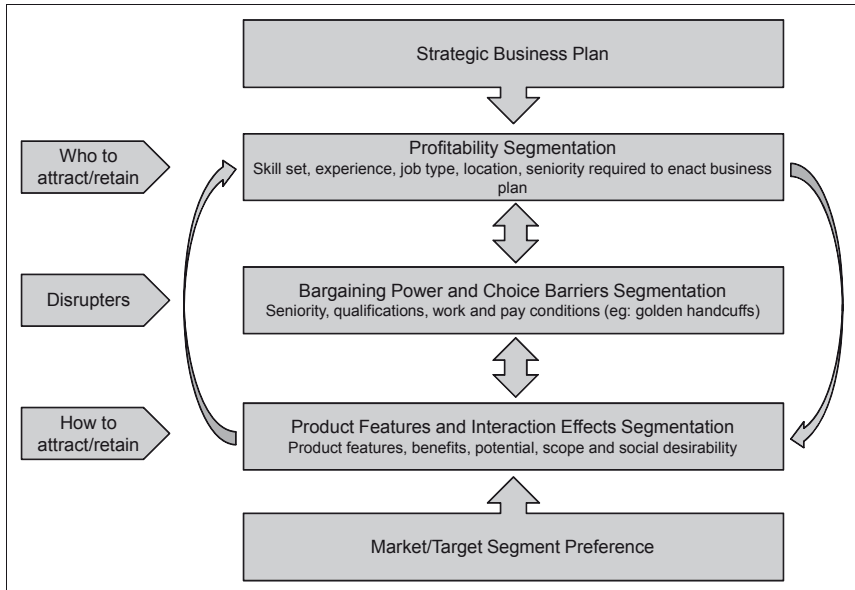 Strategic Business Plan
Who to
attract/retain
Profitability Segmentation
Skill set, experience, job type, location, seniority required to enact business
plan
Disrupters
Bargaining Power and Choice Barriers Segmentation
Seniority, qualifications, work and pay conditions (eg: golden handcuffs)
How to
attract/retain
Product Features and Interaction Effects Segmentation
Product features, benefits, potential, scope and social desirability
Market/Target Segment Preference